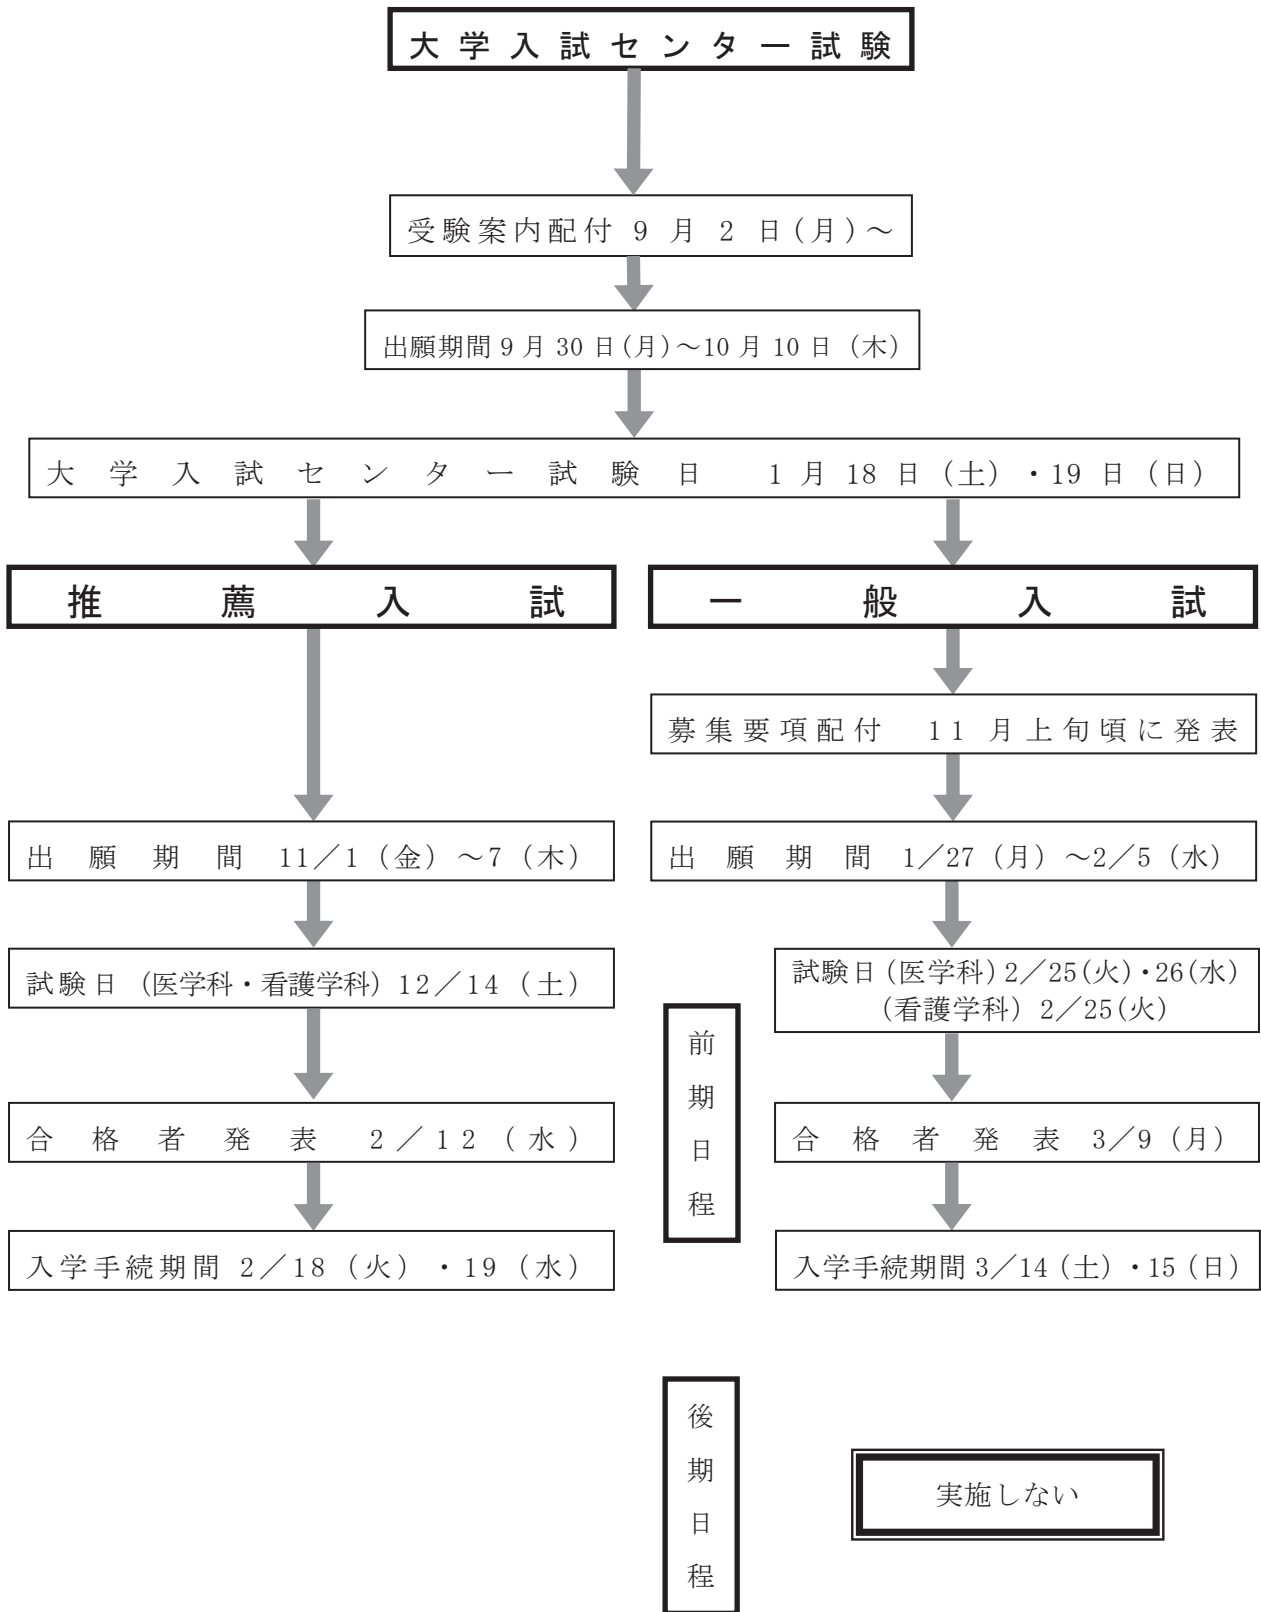 大学入試センター試験
受験案内配付 9 月 2 日(月)～
出願期間 9 月 30 日(月)～10 月 10 日（木）
大学入試センター試験日 1 月 18 日（土）・19 日（日）
推薦入試
出願期間 11／1（金）～7（木）
試験日（医学科・看護学科）12／14（土）
合格者発表 2／12（水）
入学手続期間 2／18（火）・19（水）
一般入試
募集要項配付 11 月上旬頃に発表
出願期間 1／27（月）～2／5（水）
前期日程
試験日(医学科) 2／25(火)・26(水)
(看護学科) 2／25(火)
合格者発表 3／9（月）
入学手続期間 3／14（土）・15（日）
後期日程
実施しない